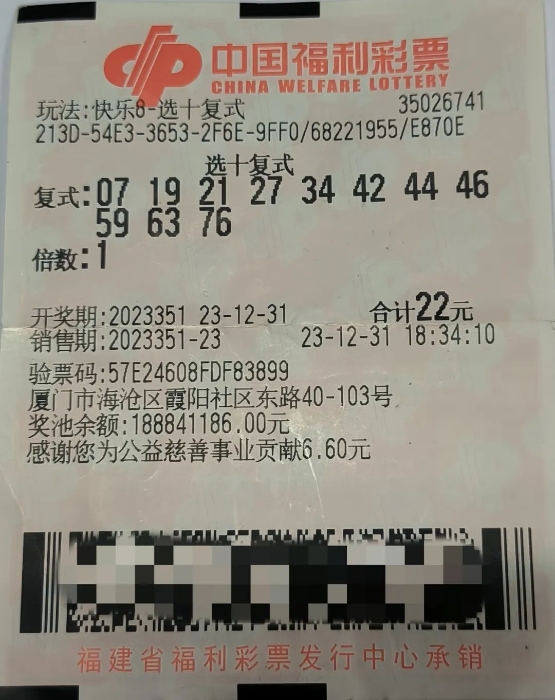 中国福利彩票
CHINA WELFARE LOTTERY
玩法:快乐8-选十复式 35026741
213D-54E3-3653-2F6E-9FF0/68221955/E870E
选十复式
复式:07 19 21 27 34 42 44 46
59 63 76
倍数:1
开奖期:2023351 23-12-31 合计22元
销售期:2023351-23 23-12-31 18:34:10
验票码:57E24608FDF83899
厦门市海沧区霞阳社区东路40-103号
奖池余额:188841186.00元
感谢您为公益慈善事业贡献6.60元
福建省福利彩票发行中心承销